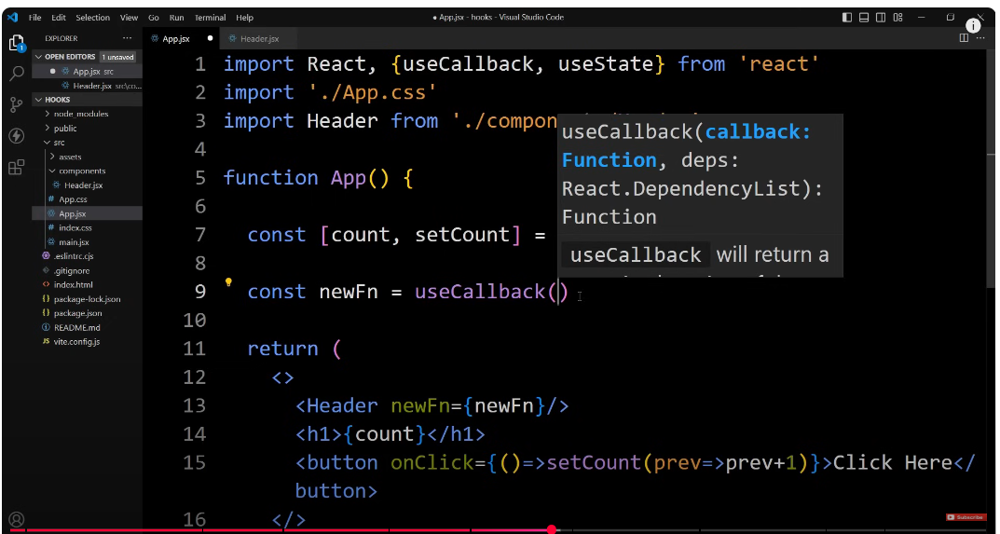 File Edit Selection View Go Run Terminal Help
● App.jsx - hooks - Visual Studio Code
EXPLORER
App.jsx
Header.jsx
OPEN EDITORS 1 unsaved
App.jsx src
Header.jsx src\co...
HOOKS
node_modules
public
src
assets
components
Header.jsx
# App.css
App.jsx
# index.css
main.jsx
.eslintrc.cjs
.gitignore
<> index.html
{} package-lock.json
{} package.json
README.md
JS vite.config.js
1
1 import React, {useCallback, useState} from 'react'
2 import './App.css'
3 import Header from './compon
4
5 function App() {
6
7 const [count, setCount] =
8
9 const newFn = useCallback()
10
11 return (
12 <>
13 <Header newFn={newFn}/>
14 <h1>{count}</h1>
15 <button onClick={()=>setCount(prev=>prev+1)}>Click Here</
button>
16 </>
useCallback(callback:
Function, deps:
React.DependencyList):
Function
useCallback will return a
Subscribe